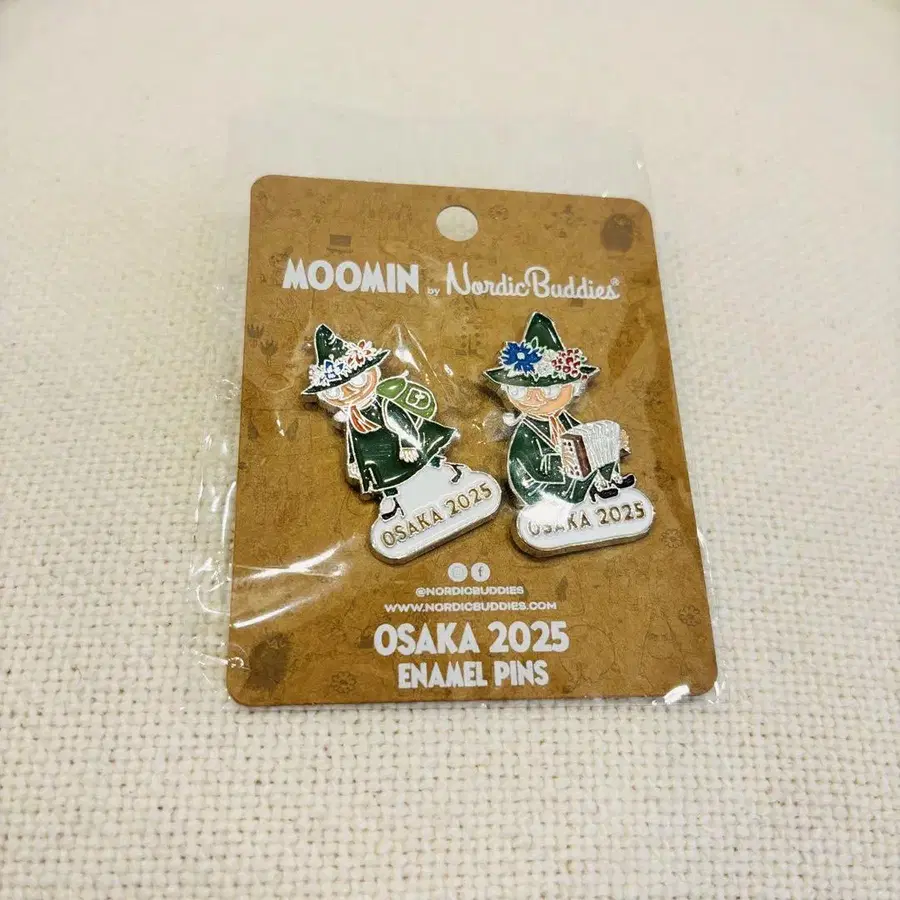 MOOMIN by NordicBuddies®
OSAKA 2025
OSAKA 2025
@NORDICBUDDIES
WWW.NORDICBUDDIES.COM
OSAKA 2025
ENAMEL PINS